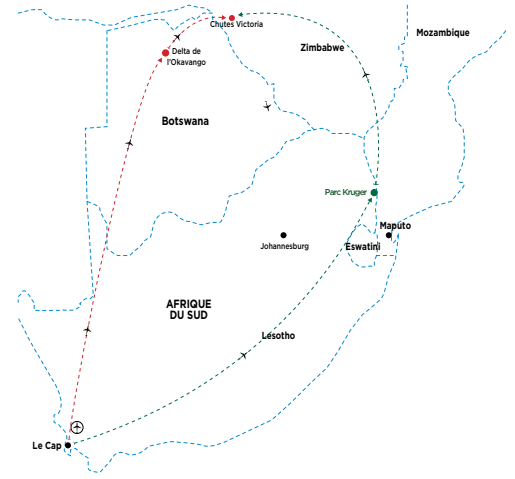 Chutes Victoria
Mozambique
Zimbabwe
Delta de
l'Okavango
Botswana
Parc Kruger
Maputo
Johannesburg
Eswatini
AFRIQUE
DU SUD
Lesotho
Le Cap